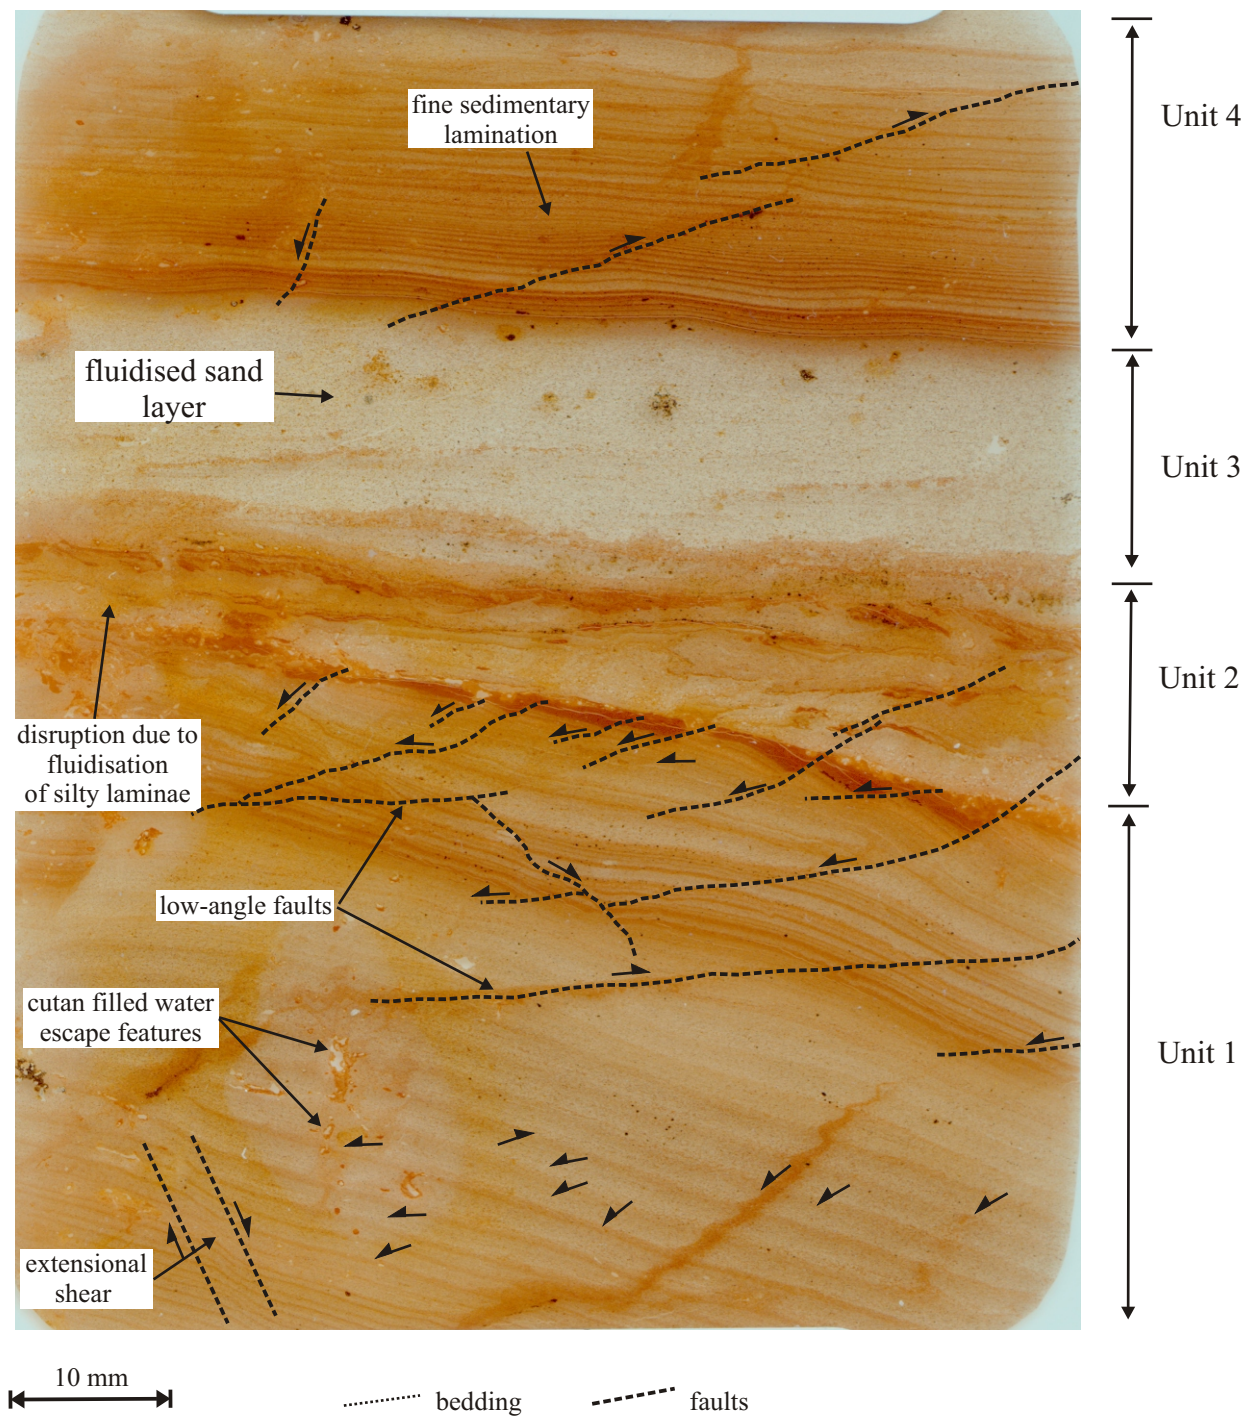 fine sedimentary
lamination
Unit 4
fluidised sand
layer
Unit 3
Unit 2
disruption due to
fluidisation
of silty laminae
low-angle faults
cutan filled water
escape features
Unit 1
extensional
shear
10 mm
bedding
faults